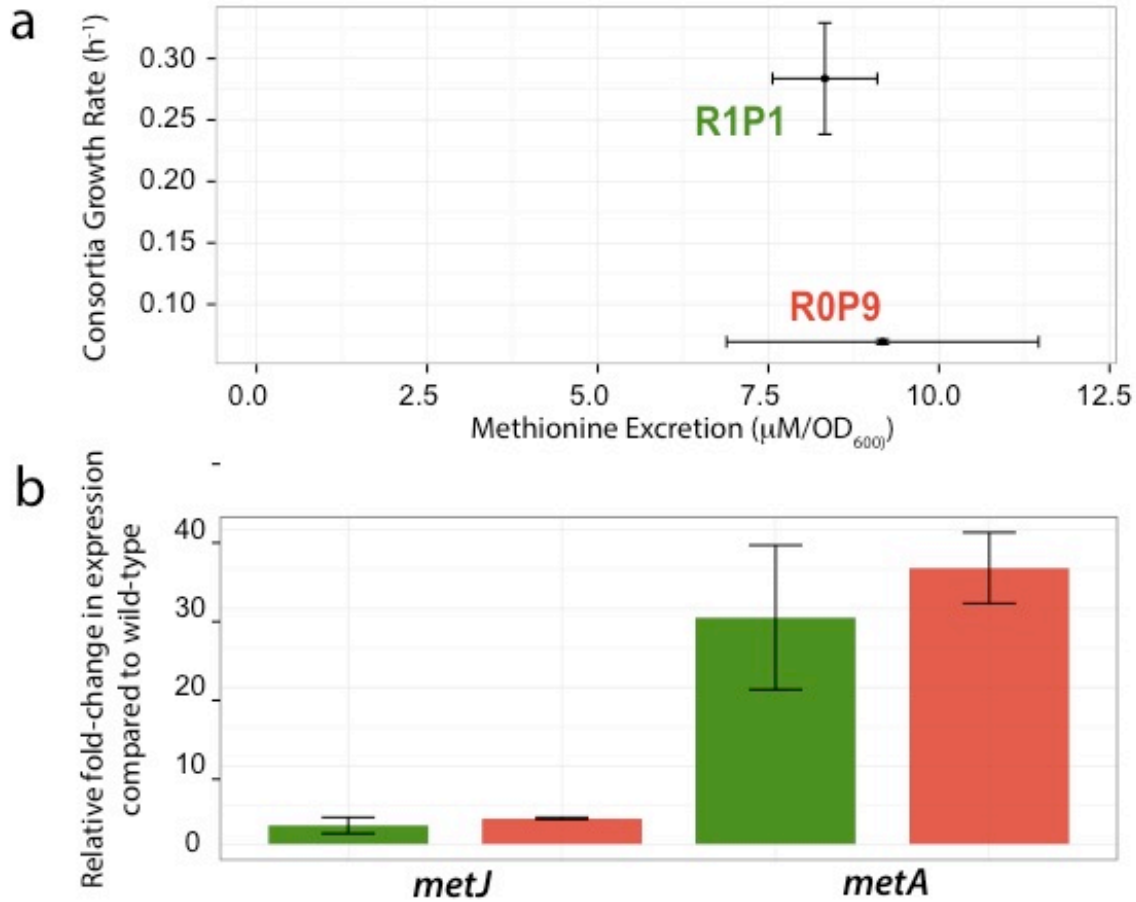 a
Consortia Growth Rate (h⁻¹)
0.30
0.25
0.20
0.15
0.10
R1P1
R0P9
0.0 2.5 5.0 7.5 10.0 12.5
Methionine Excretion (μM/OD₆₀₀₎)
b
Relative fold-change in expression
compared to wild-type
40
30
20
10
0
metJ metA